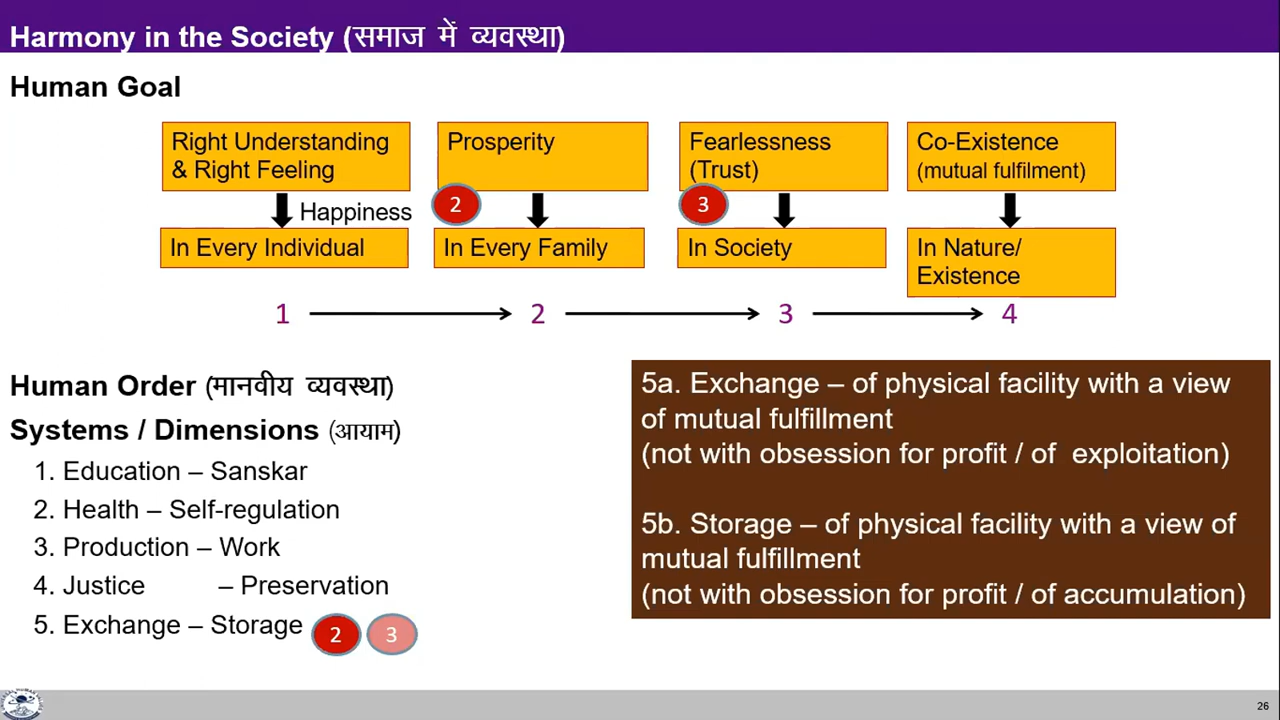 Harmony in the Society (समाज में व्यवस्था)
Human Goal
Right Understanding
& Right Feeling
Prosperity
Fearlessness
(Trust)
Co-Existence
(mutual fulfilment)
Happiness
2
3
In Every Individual
In Every Family
In Society
In Nature/
Existence
1
2
3
4
Human Order (मानवीय व्यवस्था)
Systems / Dimensions (आयाम)
1. Education – Sanskar
2. Health – Self-regulation
3. Production – Work
4. Justice – Preservation
5. Exchange – Storage 2 3
5a. Exchange – of physical facility with a view
of mutual fulfillment
(not with obsession for profit / of exploitation)
5b. Storage – of physical facility with a view of
mutual fulfillment
(not with obsession for profit / of accumulation)
26